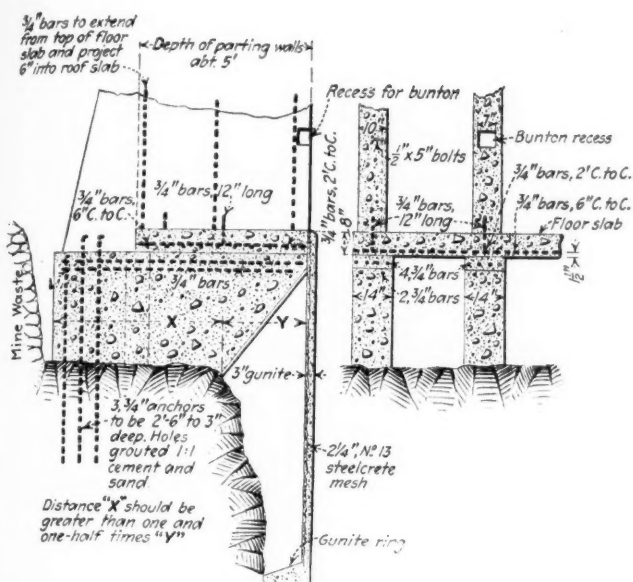 3/4" bars to extend
from top of floor
slab and project
6" into roof slab
Depth of parting walls
abt. 5'
Recess for bunton
10"
7"
Bunton recess
1/2" x 5" bolts
3/4" bars, 2' C. to C.
3/4" bars,
6" C. to C.
3/4" bars, 12" long
3/4" bars, 2' C. to C.
8"
3/4" bars,
12" long
3/4" bars, 6" C. to C.
Floor slab
1/2"
3/4" bars
4, 3/4" bars
14"
2, 3/4" bars
14"
X
Y
Mine Waste
3" gunite
3, 3/4" anchors
to be 2'-6" to 3"
deep. Holes
grouted 1:1
cement and
sand.
2 1/4", No 13
steelcrete
mesh
Distance "X" should be
greater than one and
one-half times "Y"
Gunite ring